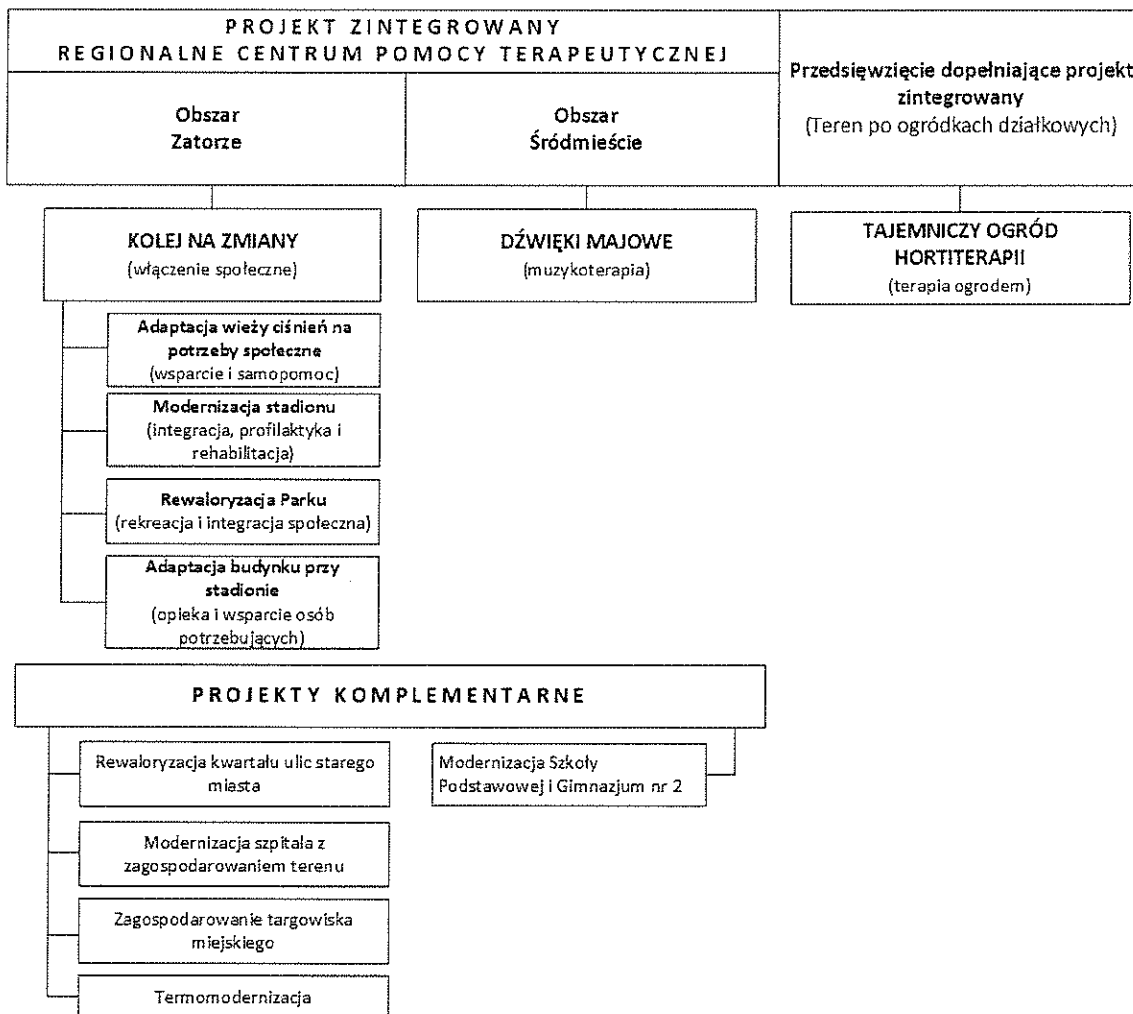 PROJEKT ZINTEGROWANY
REGIONALNE CENTRUM POMOCY TERAPEUTYCZNEJ
Obszar
Zatorze
Obszar
Śródmieście
Przedsięwzięcie dopełniające projekt
zintegrowany
(Teren po ogródkach działkowych)
KOLEJ NA ZMIANY
(włączenie społeczne)
DŹWIĘKI MAJOWE
(muzykoterapia)
TAJEMNICZY OGRÓD
HORTITERAPII
(terapia ogrodem)
Adaptacja wieży ciśnień na
potrzeby społeczne
(wsparcie i samopomoc)
Modernizacja stadionu
(integracja, profilaktyka i
rehabilitacja)
Rewaloryzacja Parku
(rekreacja i integracja społeczna)
Adaptacja budynku przy
stadionie
(opieka i wsparcie osób
potrzebujących)
PROJEKTY KOMPLEMENTARNE
Rewaloryzacja kwartału ulic starego
miasta
Modernizacja Szkoły
Podstawowej i Gimnazjum nr 2
Modernizacja szpitala z
zagospodarowaniem terenu
Zagospodarowanie targowiska
miejskiego
Termomodernizacja